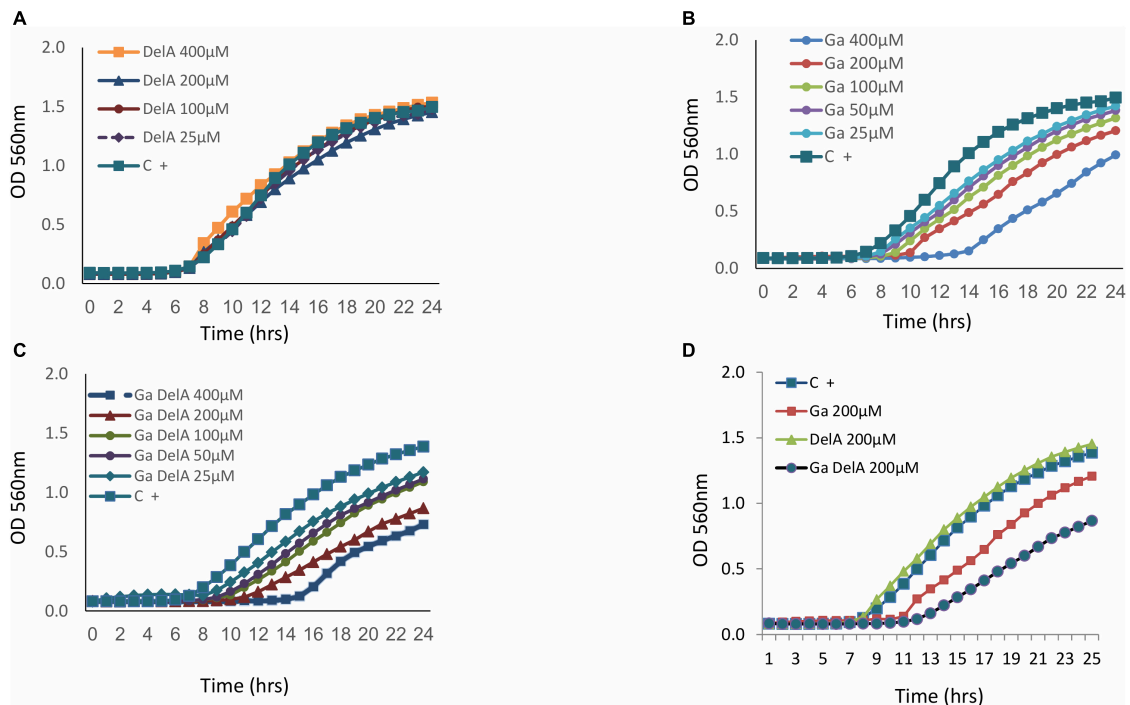 A
2.0
1.5
1.0
0.5
0.0
OD 560nm
DelA 400µM
DelA 200µM
DelA 100µM
DelA 25µM
C +
0 2 4 6 8 10 12 14 16 18 20 22 24
Time (hrs)
B
2.0
1.5
1.0
0.5
0.0
OD 560nm
Ga 400µM
Ga 200µM
Ga 100µM
Ga 50µM
Ga 25µM
C +
0 2 4 6 8 10 12 14 16 18 20 22 24
Time (hrs)
C
2.0
1.5
1.0
0.5
0.0
OD 560nm
Ga DelA 400µM
Ga DelA 200µM
Ga DelA 100µM
Ga DelA 50µM
Ga DelA 25µM
C +
0 2 4 6 8 10 12 14 16 18 20 22 24
Time (hrs)
D
2.0
1.5
1.0
0.5
0.0
OD 560nm
C +
Ga 200µM
DelA 200µM
Ga DelA 200µM
1 3 5 7 9 11 13 15 17 19 21 23 25
Time (hrs)